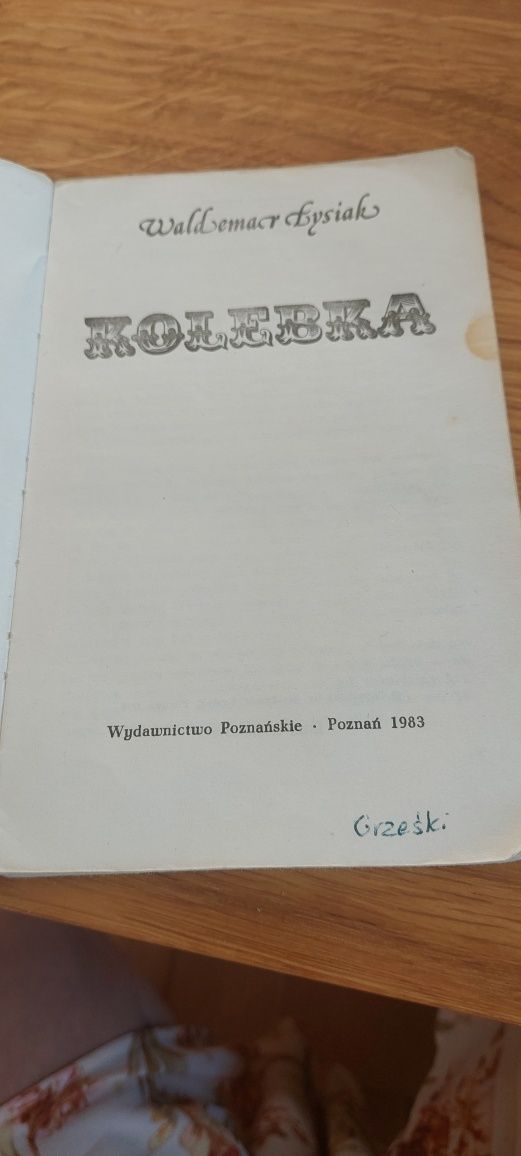 Waldemar Łysiak
KOLEBKA
Wydawnictwo Poznańskie · Poznań 1983
Grześki